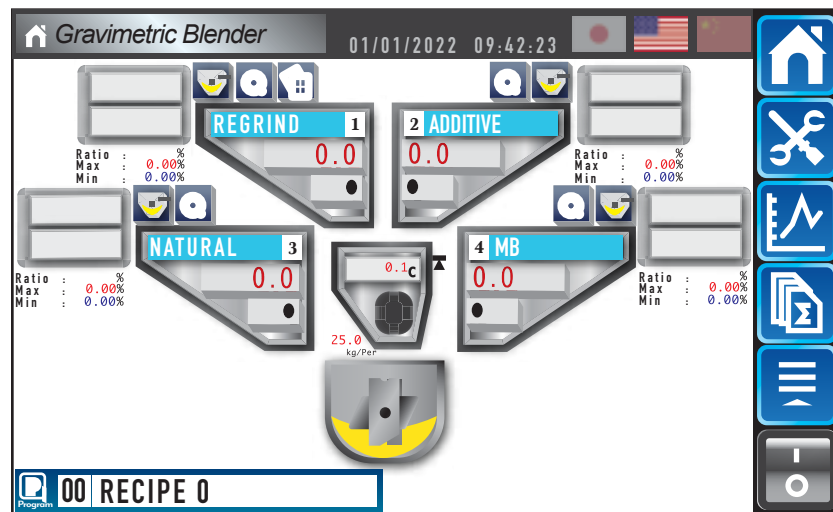 Gravimetric Blender
01/01/2022 09:42:23
REGRIND 1
0.0
2 ADDITIVE
0.0
Ratio : %
Max : 0.00%
Min : 0.00%
Ratio : %
Max : 0.00%
Min : 0.00%
NATURAL 3
0.0
4 MB
0.0
0.1c
Ratio : %
Max : 0.00%
Min : 0.00%
Ratio : %
Max : 0.00%
Min : 0.00%
25.0
kg/Per
Σ
Program
00 RECIPE 0